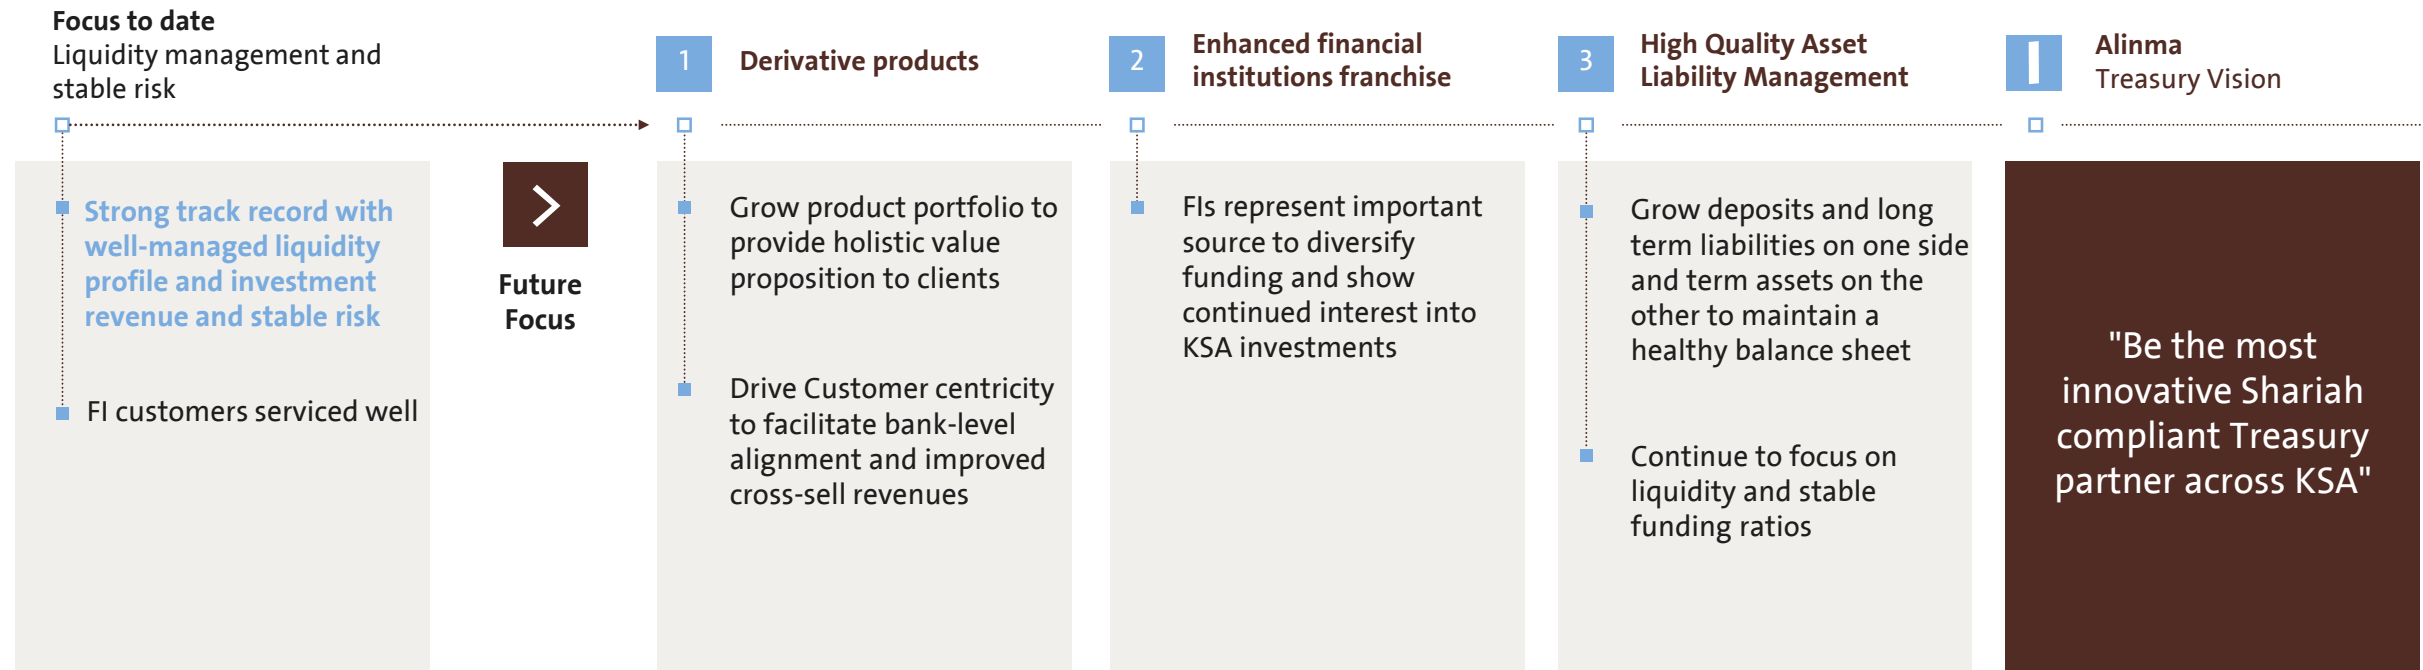 Focus to date
Liquidity management and
stable risk
Strong track record with
well-managed liquidity
profile and investment
revenue and stable risk
FI customers serviced well
Future
Focus
1
Derivative products
Grow product portfolio to
provide holistic value
proposition to clients
Drive Customer centricity
to facilitate bank-level
alignment and improved
cross-sell revenues
2
Enhanced financial
institutions franchise
FIs represent important
source to diversify
funding and show
continued interest into
KSA investments
3
High Quality Asset
Liability Management
Grow deposits and long
term liabilities on one side
and term assets on the
other to maintain a
healthy balance sheet
Continue to focus on
liquidity and stable
funding ratios
Alinma
Treasury Vision
"Be the most
innovative Shariah
compliant Treasury
partner across KSA"